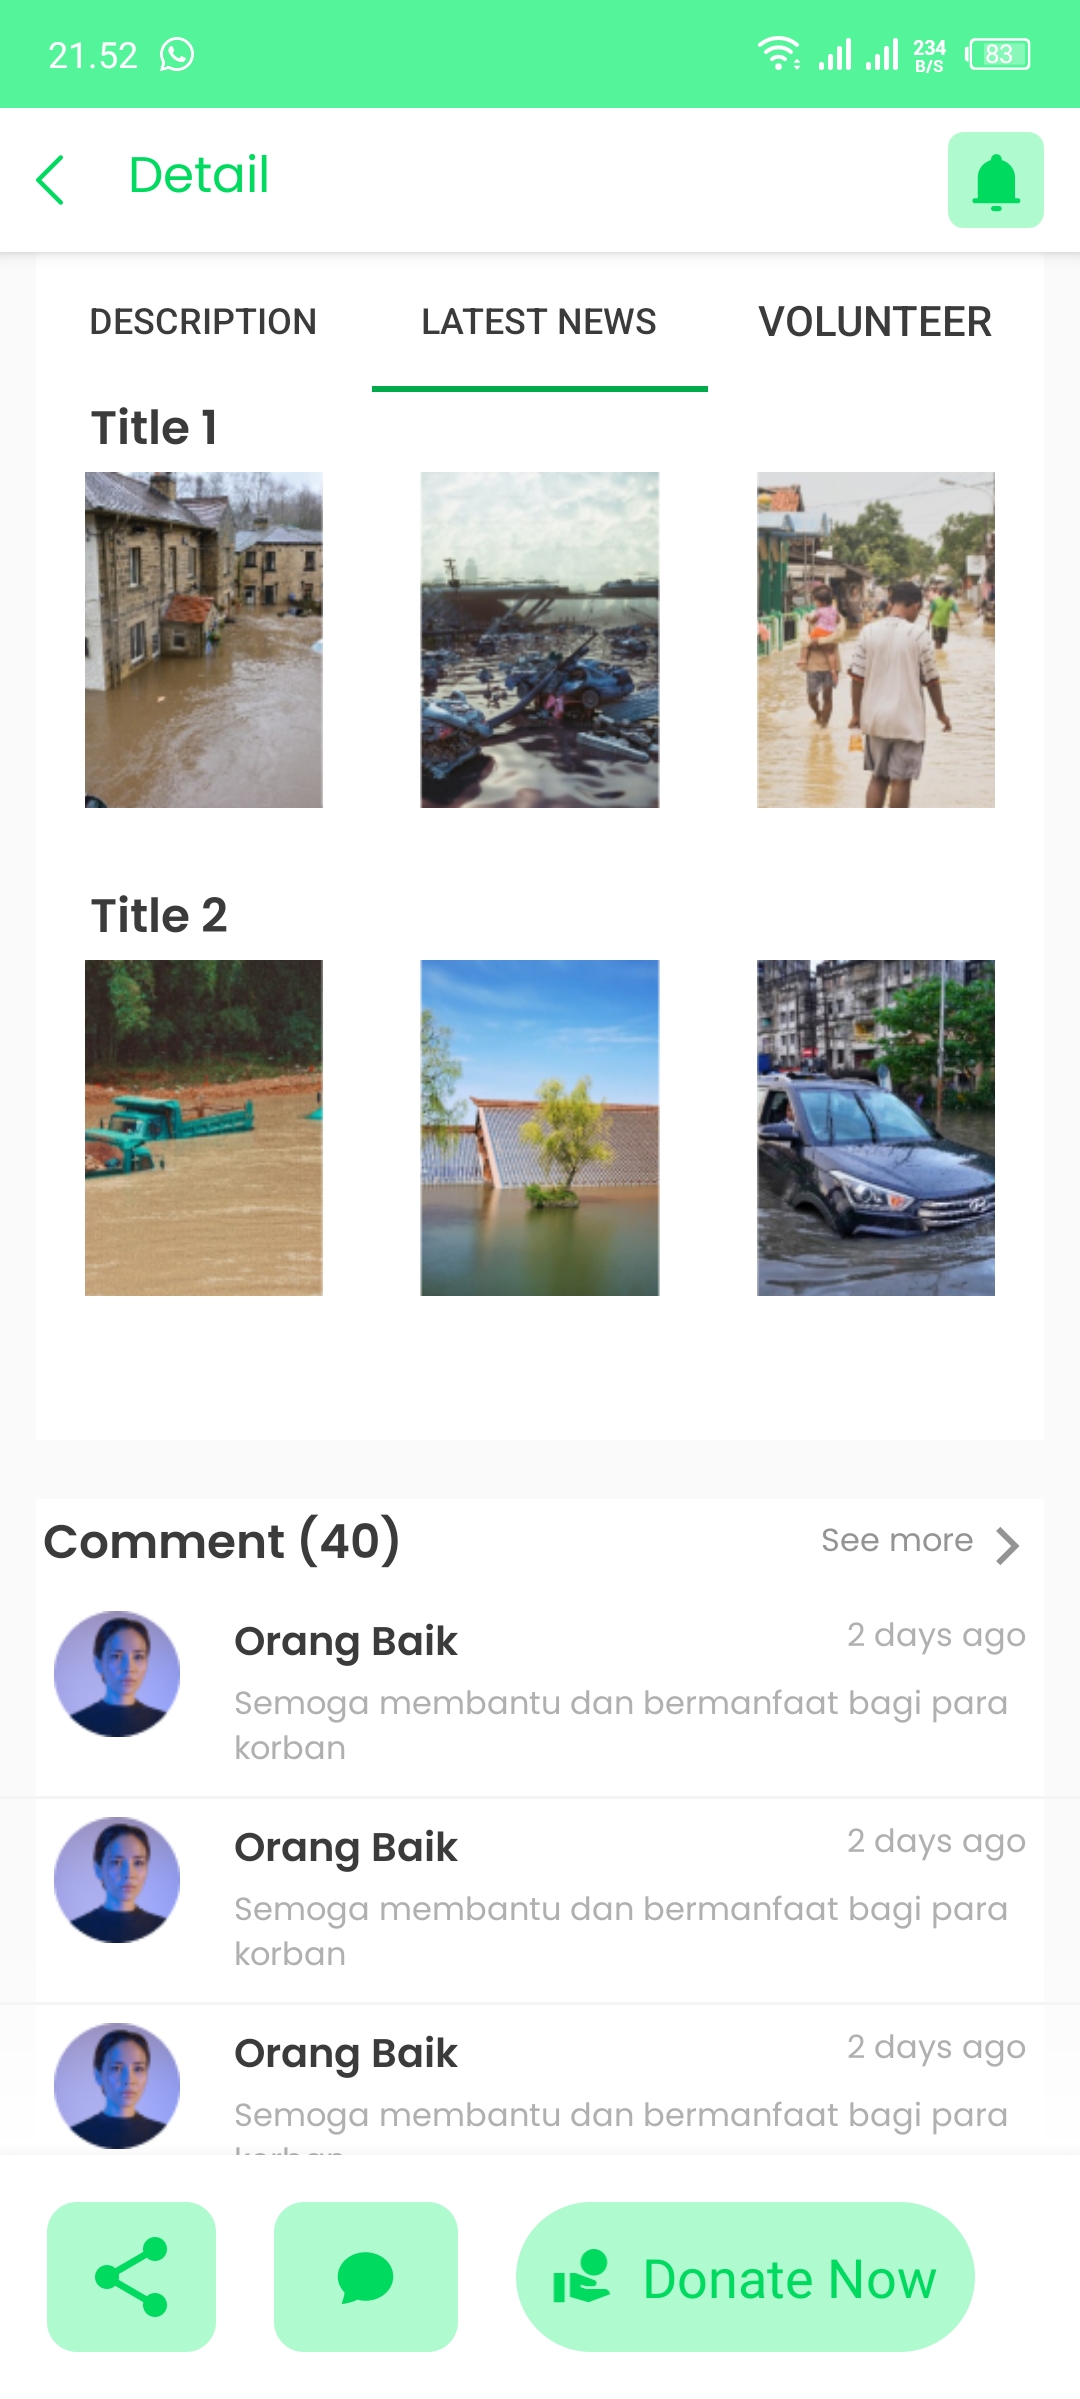 21.52
234
B/S
83
Detail
DESCRIPTION
LATEST NEWS
VOLUNTEER
Title 1
Title 2
Comment (40)
See more
Orang Baik
2 days ago
Semoga membantu dan bermanfaat bagi para
korban
Orang Baik
2 days ago
Semoga membantu dan bermanfaat bagi para
korban
Orang Baik
2 days ago
Semoga membantu dan bermanfaat bagi para
Donate Now